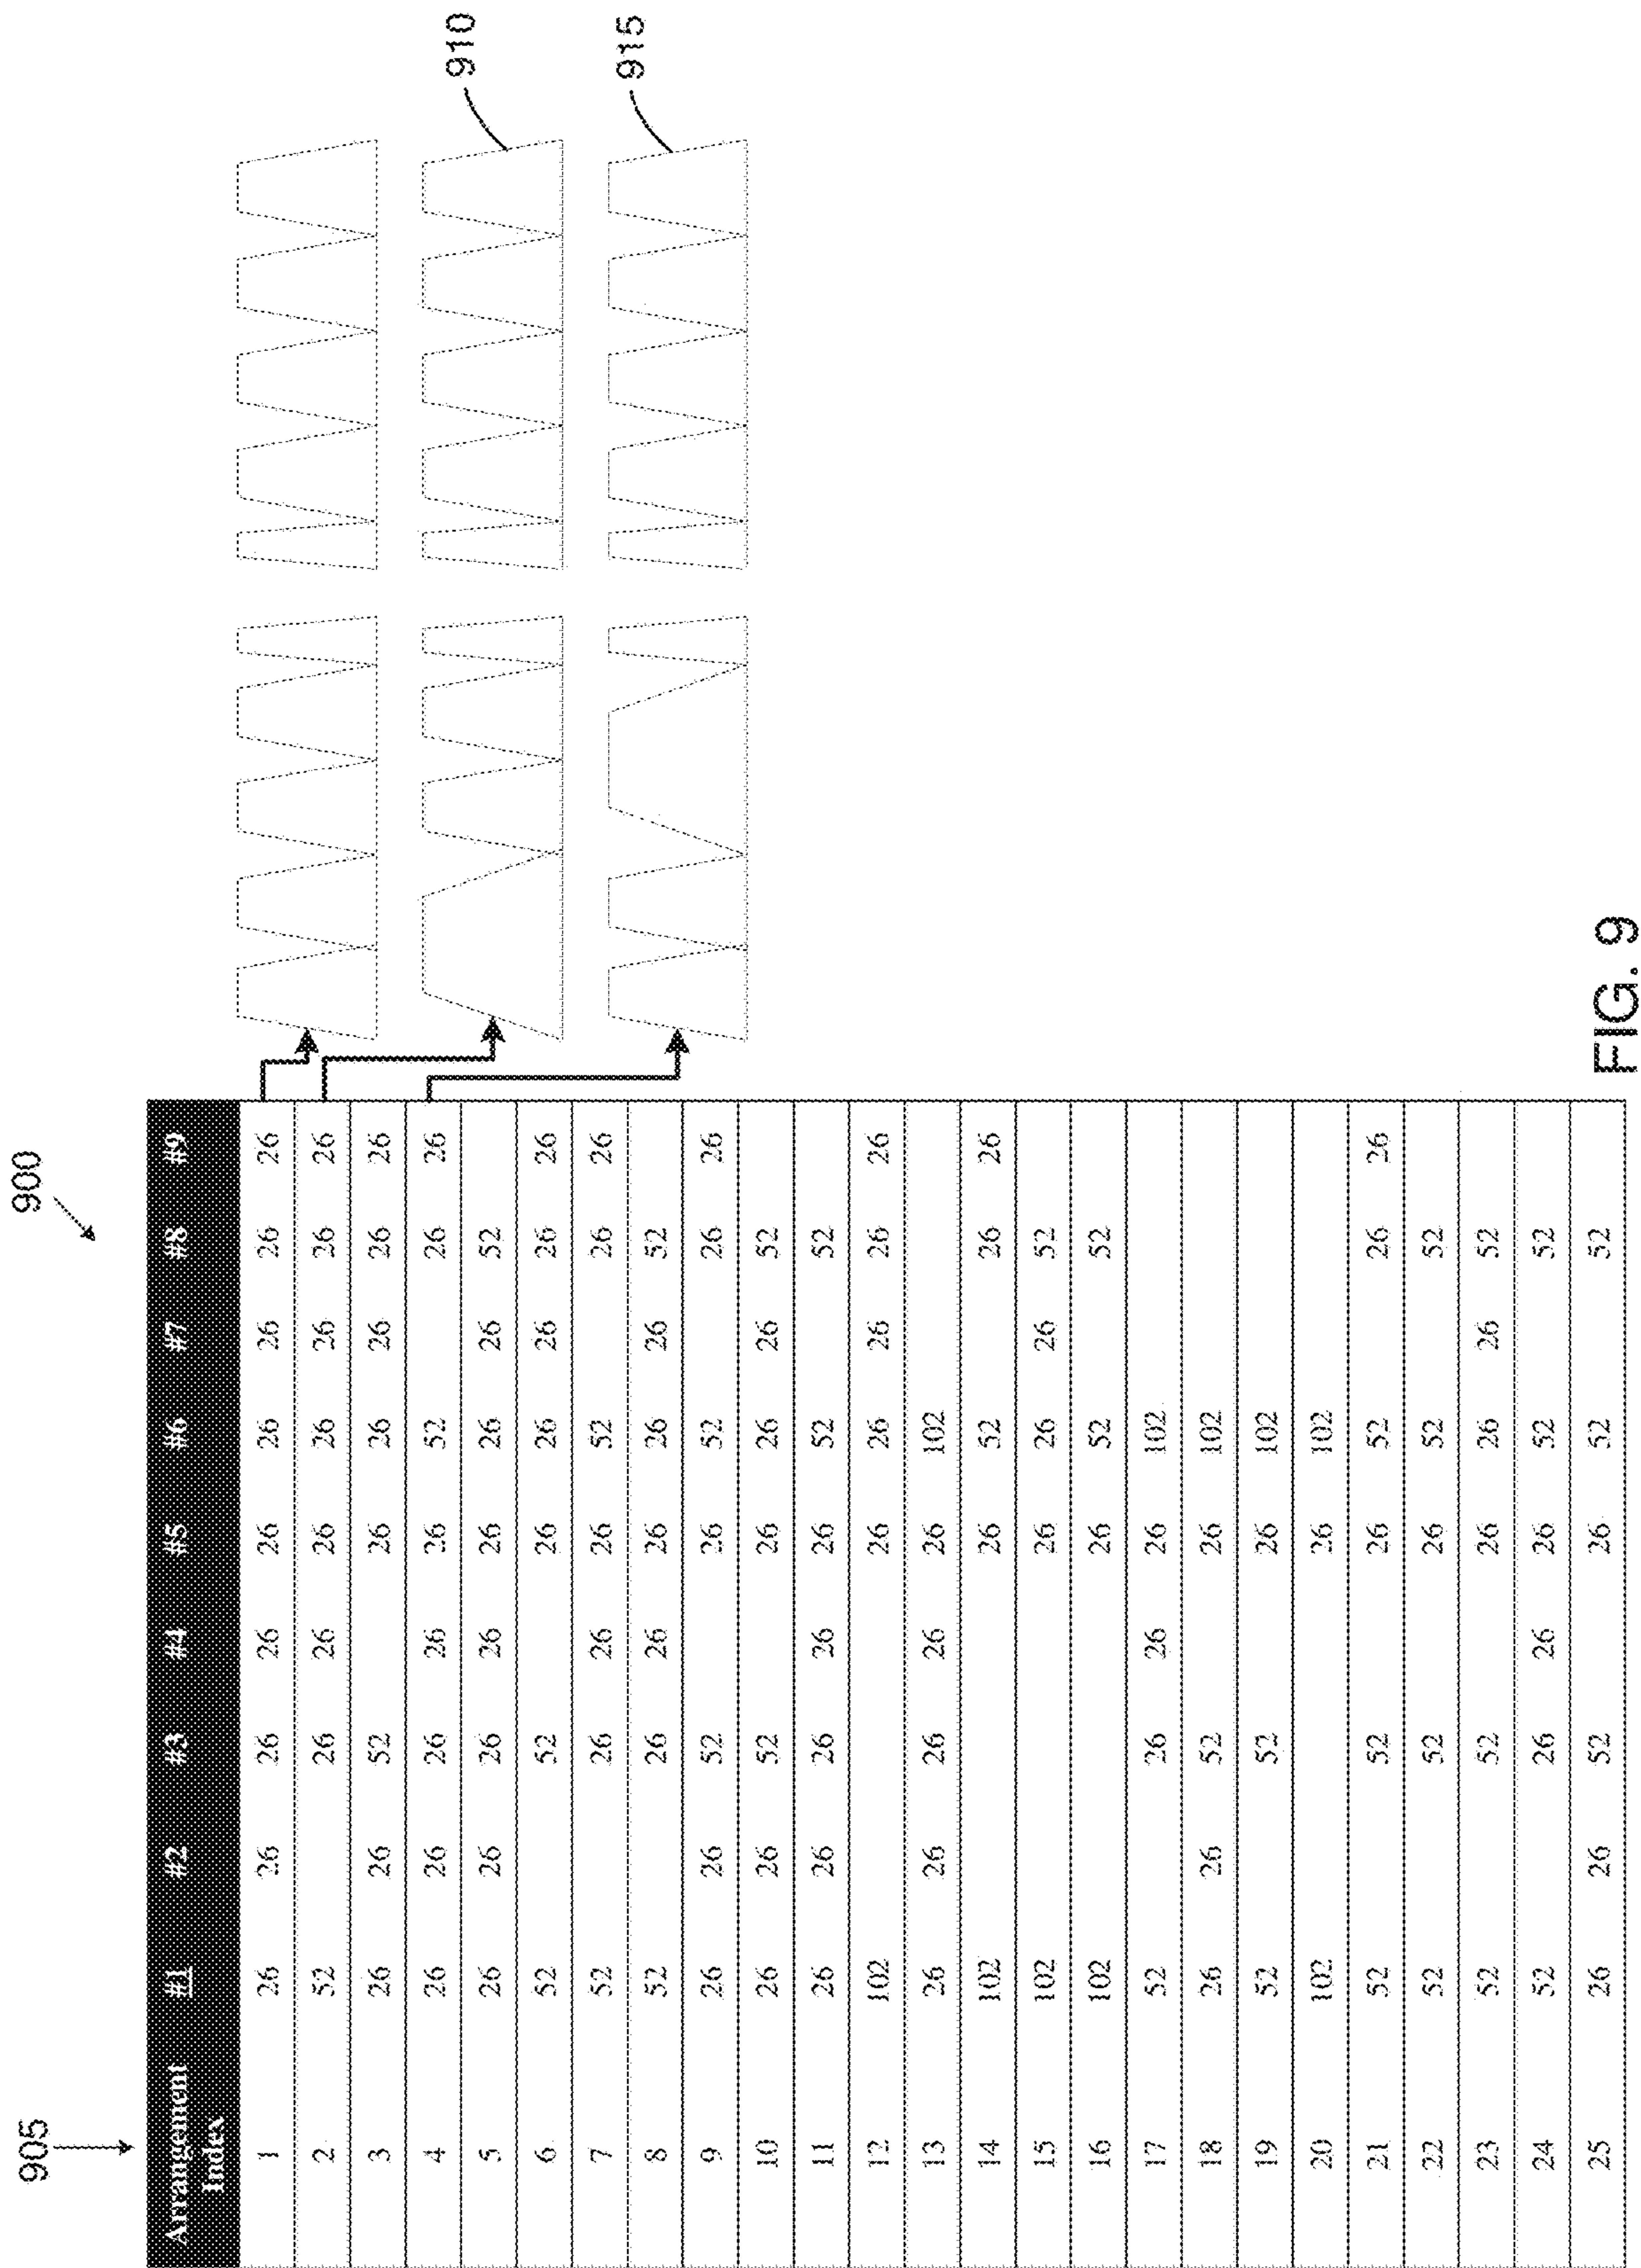 900
905
Arrangement Index #1 #2 #3 #4 #5 #6 #7 #8 #9
1 26 26 26 26 26 26 26 26 26
2 52 26 26 26 26 26 26 26
3 26 26 52 26 26 26 26 26
4 26 26 26 26 26 52 26 26
5 26 26 26 26 26 26 26 52
6 52 52 26 26 26 26 26
7 52 26 26 26 52 26 26
8 52 26 26 26 26 26 52
9 26 26 52 26 52 26 26
10 26 26 52 26 26 26 52
11 26 26 26 26 26 52 52
12 102 26 26 26 26 26
13 26 26 26 26 26 102
14 102 26 52 26 26
15 102 26 26 26 52
16 102 26 52 52
17 52 26 26 26 102
18 26 26 52 26 102
19 52 52 26 102
20 102 26 102
21 52 52 26 52 26 26
22 52 52 26 52 52
23 52 52 26 26 26 52
24 52 26 26 26 52 52
25 26 26 52 26 52 52
910
915
FIG. 9